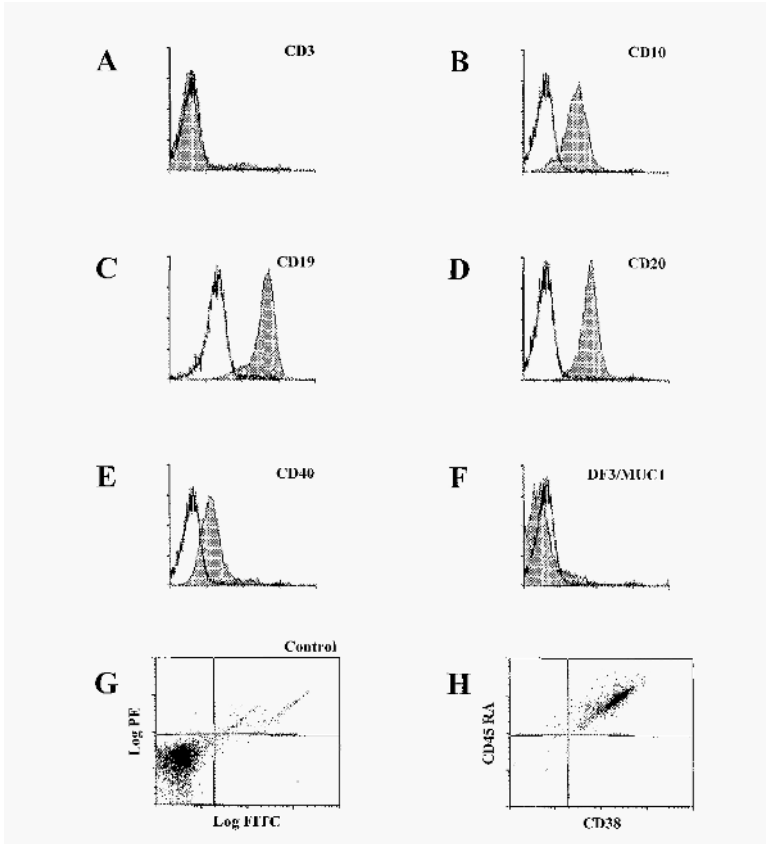 A
CD3
B
CD10
C
CD19
D
CD20
E
CD40
F
DF3/MUC1
G
Control
Log PE
Log FITC
H
CD45 RA
CD38